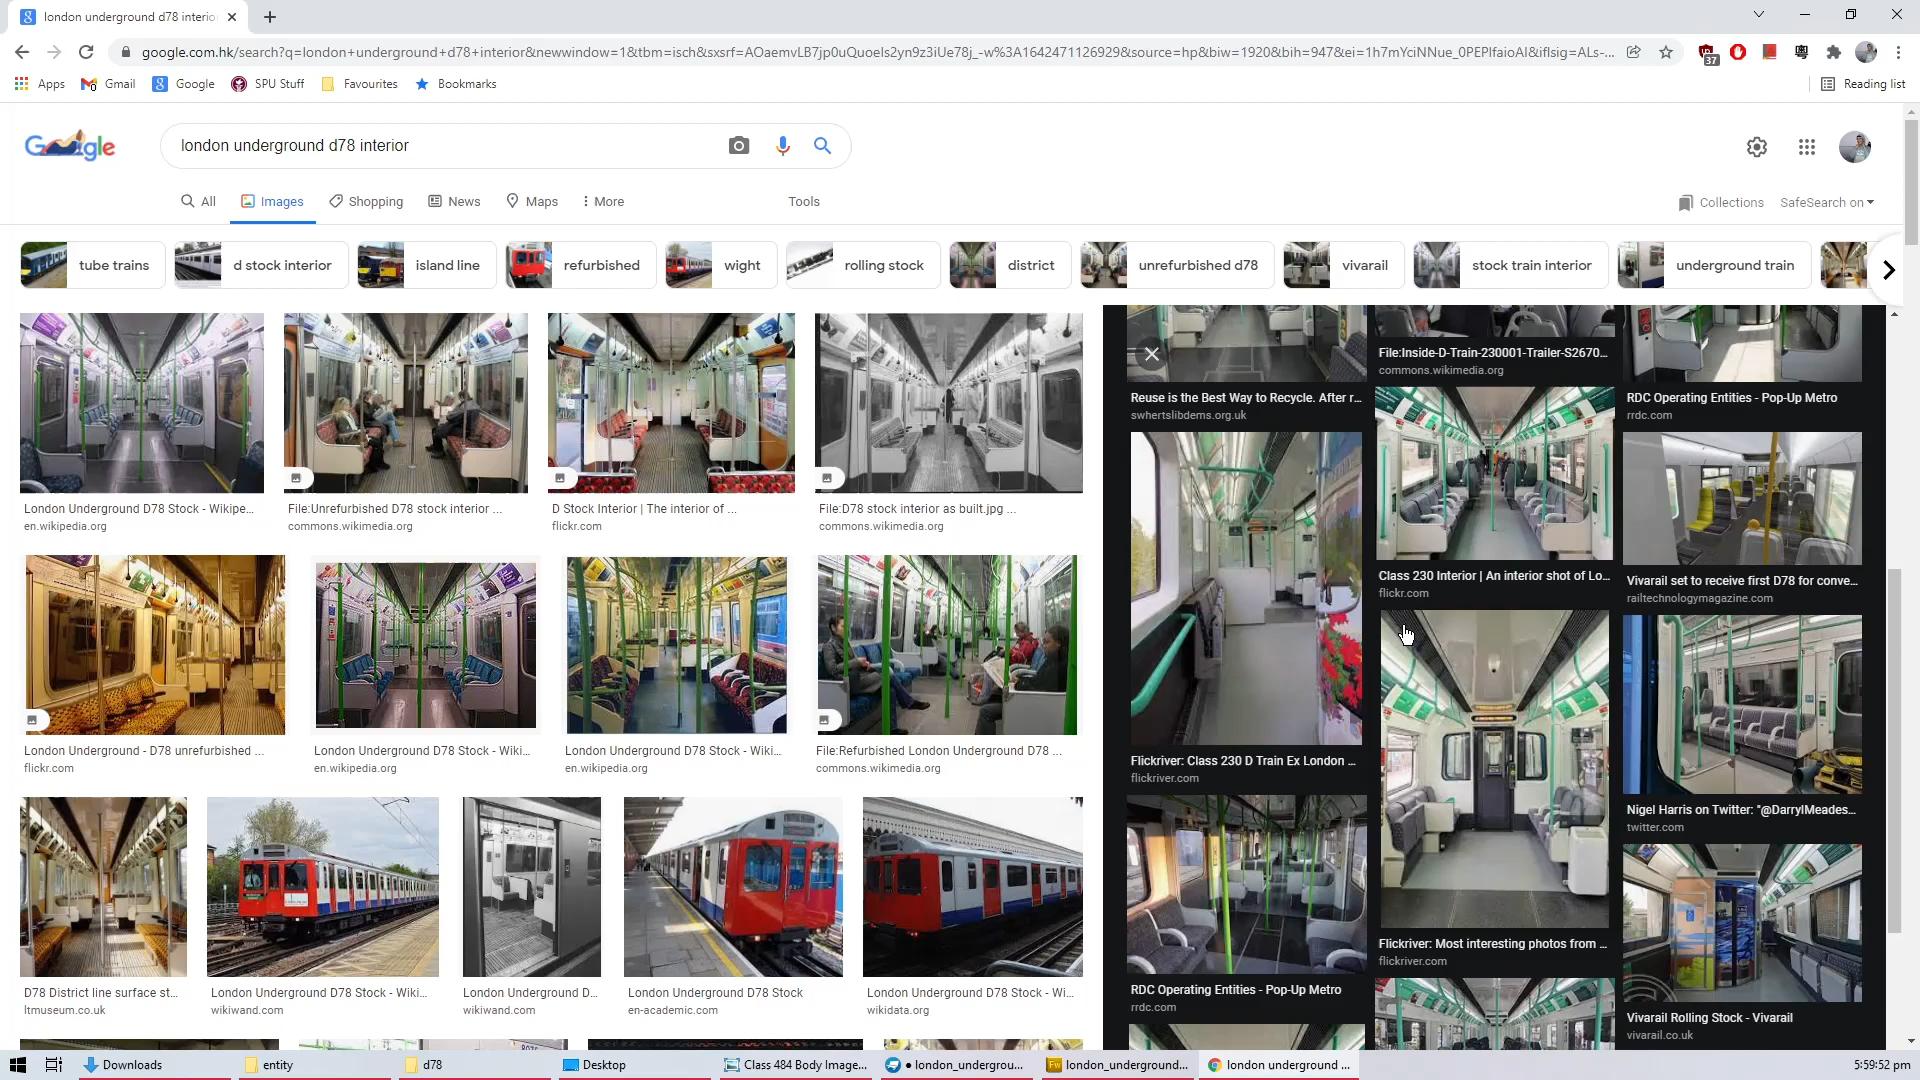 london underground d78 interior
google.com.hk/search?q=london+underground+d78+interior&newwindow=1&tbm=isch&sxsrf=AOaemvLB7jp0uQuoeIs2yn9z3iUe78j_-w%3A1642471126929&source=hp&biw=1920&bih=947&ei=1h7mYciNNue_0PEPlfaioAI&iflsig=ALs-...
37
Apps Gmail Google SPU Stuff Favourites Bookmarks Reading list
Google london underground d78 interior
All Images Shopping News Maps More Tools Collections SafeSearch on
tube trains d stock interior island line refurbished wight rolling stock district unrefurbished d78 vivarail stock train interior underground train
London Underground D78 Stock - Wikipe...
en.wikipedia.org
File:Unrefurbished D78 stock interior ...
commons.wikimedia.org
D Stock Interior | The interior of ...
flickr.com
File:D78 stock interior as built.jpg ...
commons.wikimedia.org
London Underground - D78 unrefurbished ...
flickr.com
London Underground D78 Stock - Wiki...
en.wikipedia.org
London Underground D78 Stock - Wiki...
en.wikipedia.org
File:Refurbished London Underground D78 ...
commons.wikimedia.org
D78 District line surface st...
ltmuseum.co.uk
London Underground D78 Stock - Wiki...
wikiwand.com
London Underground D...
wikiwand.com
London Underground D78 Stock
en-academic.com
London Underground D78 Stock - Wi...
wikidata.org
Reuse is the Best Way to Recycle. After r...
swhertslibdems.org.uk
Flickriver: Class 230 D Train Ex London ...
flickriver.com
RDC Operating Entities - Pop-Up Metro
rrdc.com
File:Inside-D-Train-230001-Trailer-S2670...
commons.wikimedia.org
Class 230 Interior | An interior shot of Lo...
flickr.com
Flickriver: Most interesting photos from ...
flickriver.com
RDC Operating Entities - Pop-Up Metro
rrdc.com
Vivarail set to receive first D78 for conve...
railtechnologymagazine.com
Nigel Harris on Twitter: "@DarrylMeades...
twitter.com
Vivarail Rolling Stock - Vivarail
vivarail.co.uk
Downloads entity d78 Desktop Class 484 Body Image... • london_undergrou... london_underground... london underground ... 5:59:52 pm